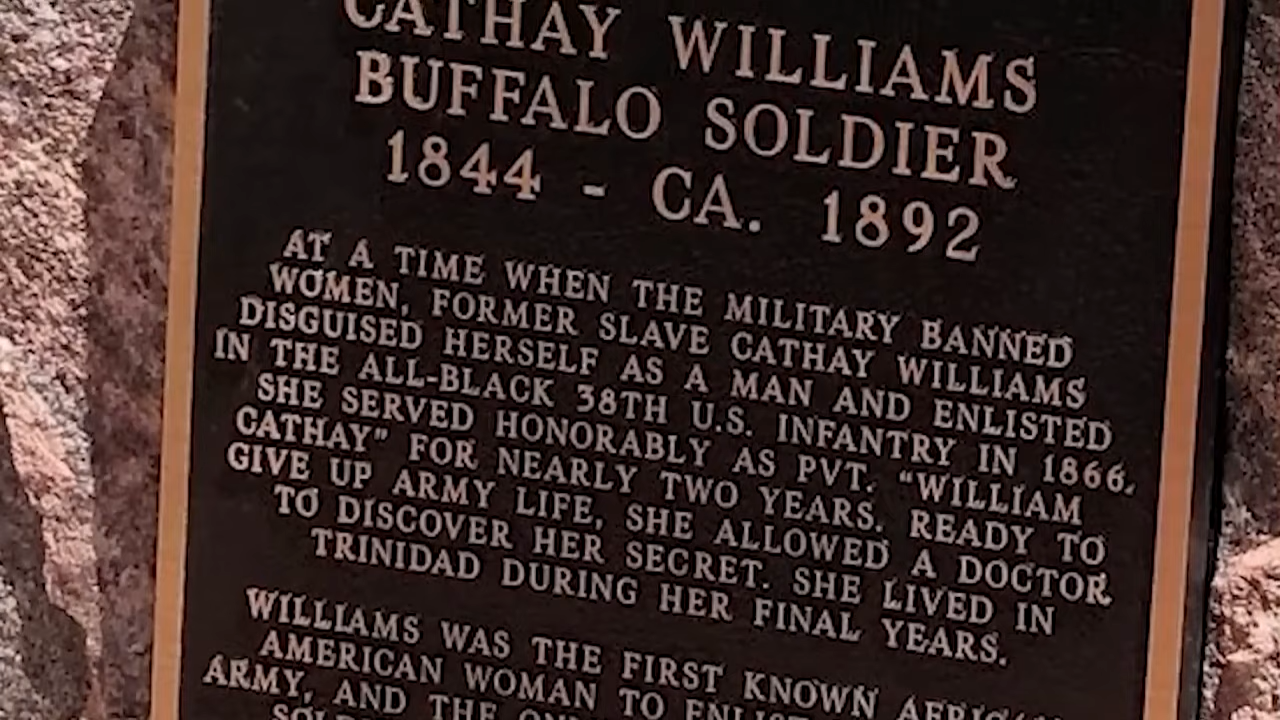 CATHAY WILLIAMS
BUFFALO SOLDIER
1844 - CA. 1892
AT A TIME WHEN THE MILITARY BANNED
WOMEN, FORMER SLAVE CATHAY WILLIAMS
DISGUISED HERSELF AS A MAN AND ENLISTED
IN THE ALL-BLACK 38TH U.S. INFANTRY IN 1866.
SHE SERVED HONORABLY AS PVT. "WILLIAM
CATHAY" FOR NEARLY TWO YEARS. READY TO
GIVE UP ARMY LIFE, SHE ALLOWED A DOCTOR
TO DISCOVER HER SECRET. SHE LIVED IN
TRINIDAD DURING HER FINAL YEARS.
WILLIAMS WAS THE FIRST KNOWN
AMERICAN WOMAN TO ENLIST
ARMY, AND THE